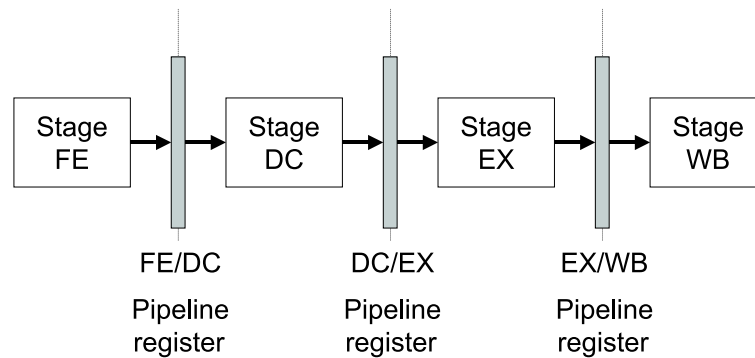 Stage
FE
Stage
DC
Stage
EX
Stage
WB
FE/DC
DC/EX
EX/WB
Pipeline
register
Pipeline
register
Pipeline
register